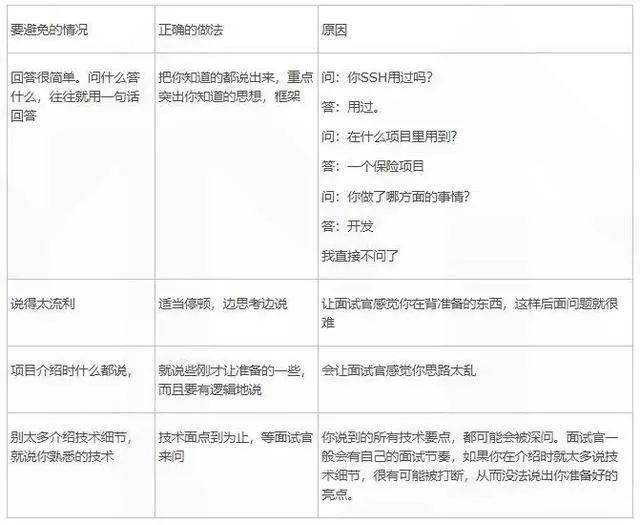 要避免的情况
正确的做法
原因
回答很简单。问什么答
什么，往往就用一句话
回答
把你知道的都说出来，重点
突出你知道的思想，框架
问：你SSH用过吗？
答：用过。
问：在什么项目里用到？
答：一个保险项目
问：你做了哪方面的事情？
答：开发
我直接不问了
说得太流利
适当停顿，边思考边说
让面试官感觉你在背准备的东西，这样后面问题就很
难
项目介绍时什么都说，
就说些刚才让准备的一些，
而且要有逻辑地说
会让面试官感觉你思路太乱
别太多介绍技术细节，
就说你熟悉的技术
技术面点到为止，等面试官
来问
你说到的所有技术要点，都可能会被深问。面试官一
般会有自己的面试节奏，如果你在介绍时就太多说技
术细节，很有可能被打断，从而没法说出你准备好的
亮点。